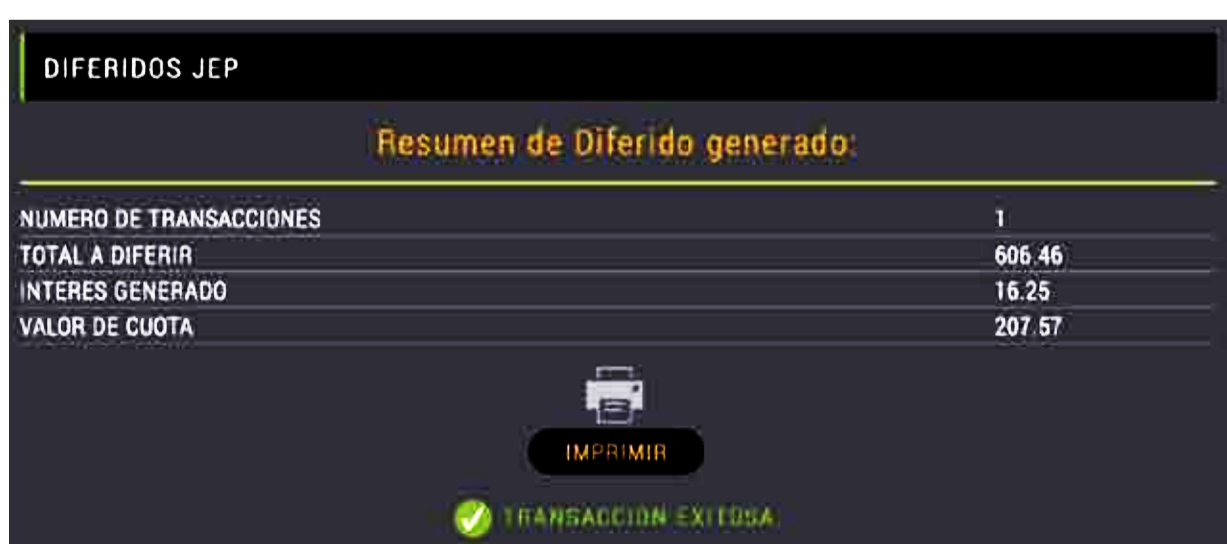 DIFERIDOS JEP
Resumen de Diferido generado:
NUMERO DE TRANSACCIONES 1
TOTAL A DIFERIR 606.46
INTERES GENERADO 16.25
VALOR DE CUOTA 207.57
IMPRIMIR
TRANSACCION EXITOSA